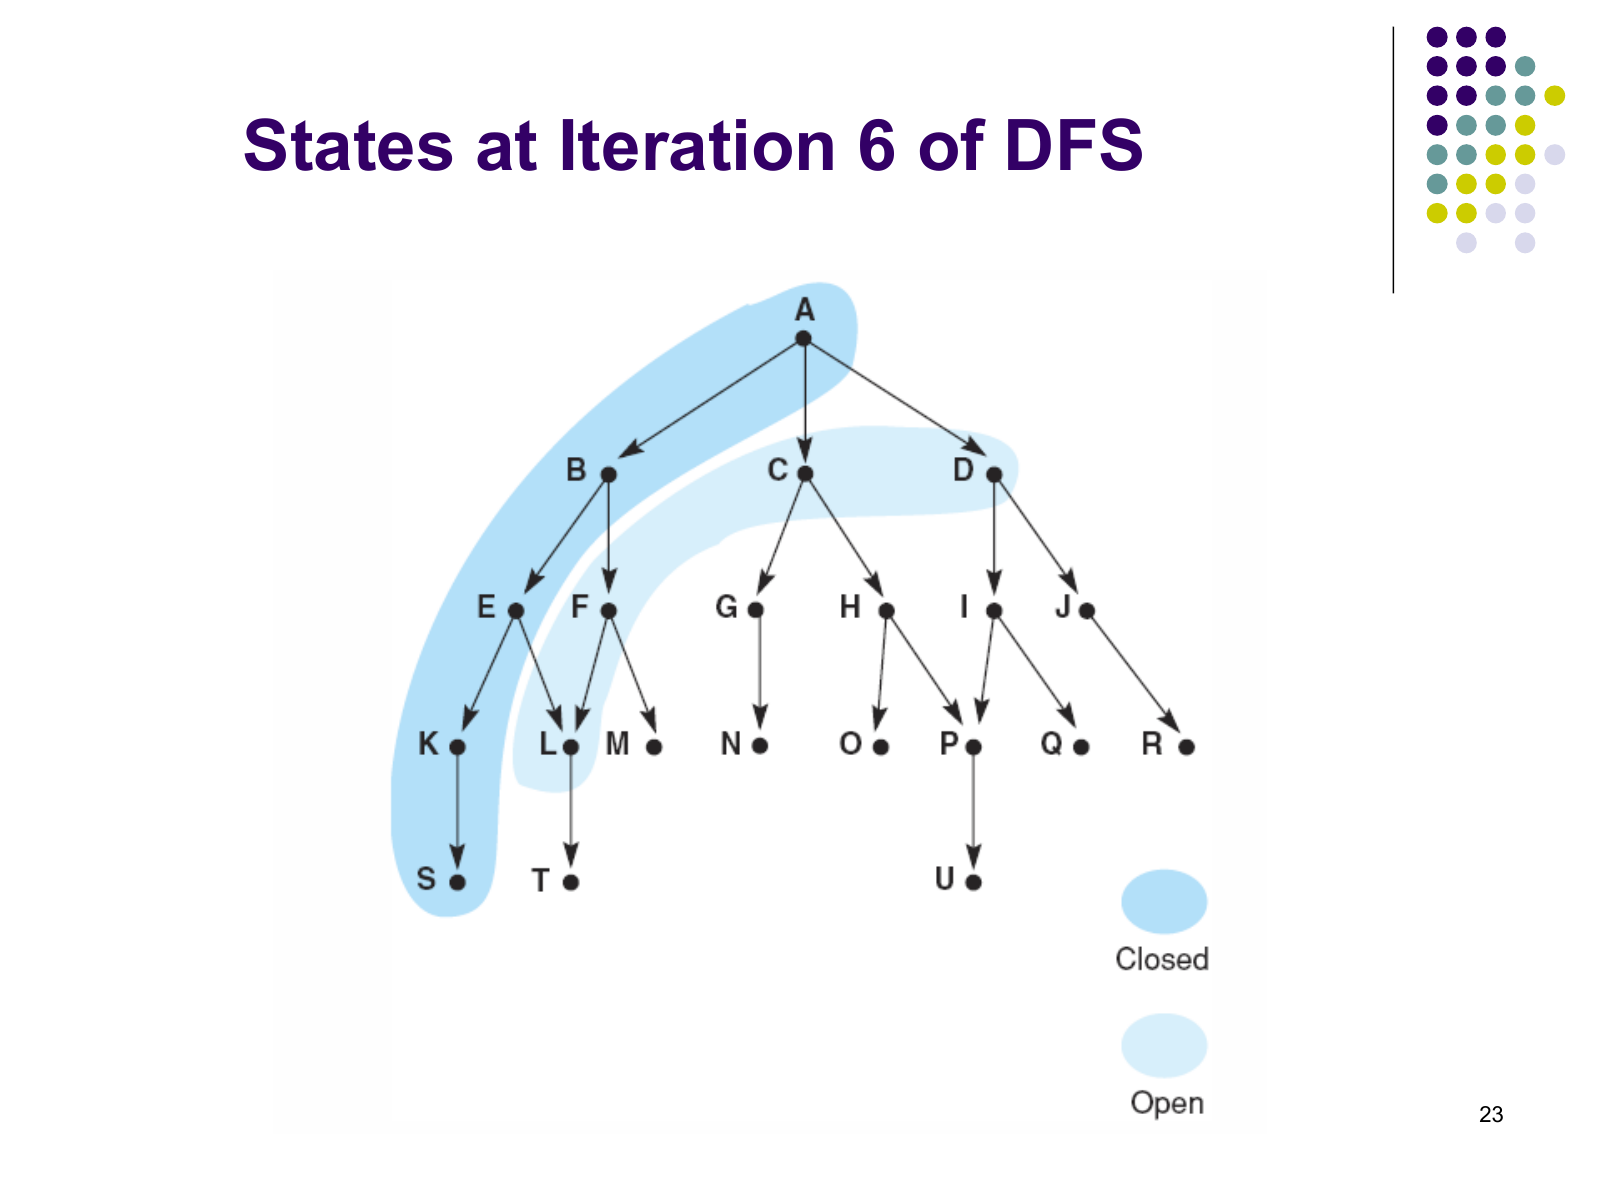 States at Iteration 6 of DFS
A
B C D
E F G H I J
K L M N O P Q R
S T U
Closed
Open
23